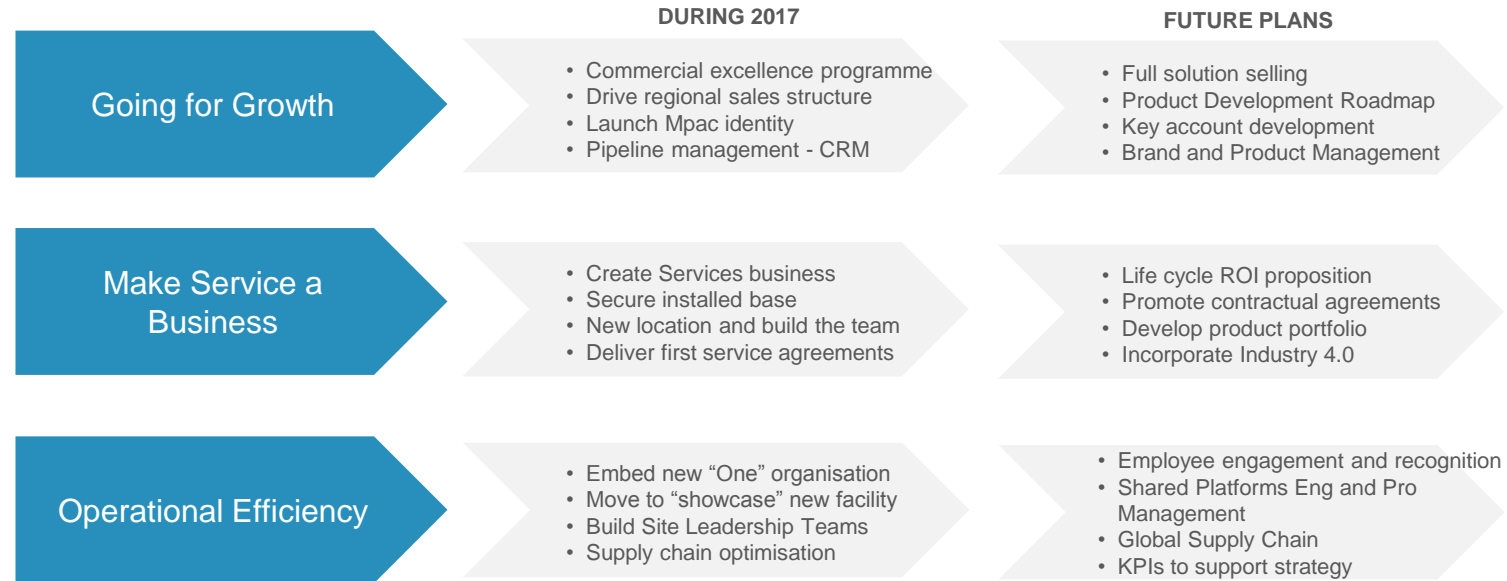 DURING 2017
FUTURE PLANS
Going for Growth
• Commercial excellence programme
• Drive regional sales structure
• Launch Mpac identity
• Pipeline management - CRM
• Full solution selling
• Product Development Roadmap
• Key account development
• Brand and Product Management
Make Service a
Business
• Create Services business
• Secure installed base
• New location and build the team
• Deliver first service agreements
• Life cycle ROI proposition
• Promote contractual agreements
• Develop product portfolio
• Incorporate Industry 4.0
Operational Efficiency
• Embed new “One” organisation
• Move to “showcase” new facility
• Build Site Leadership Teams
• Supply chain optimisation
• Employee engagement and recognition
• Shared Platforms Eng and Pro
Management
• Global Supply Chain
• KPIs to support strategy